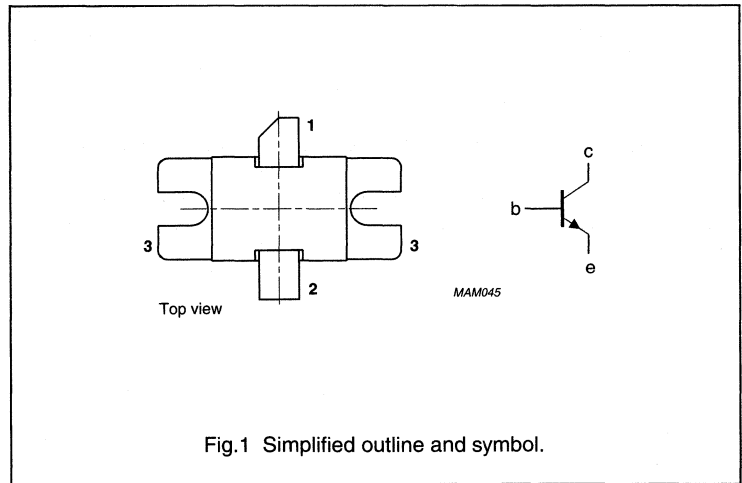 1
c
b
3
3
e
2
MAM045
Top view
Fig.1 Simplified outline and symbol.